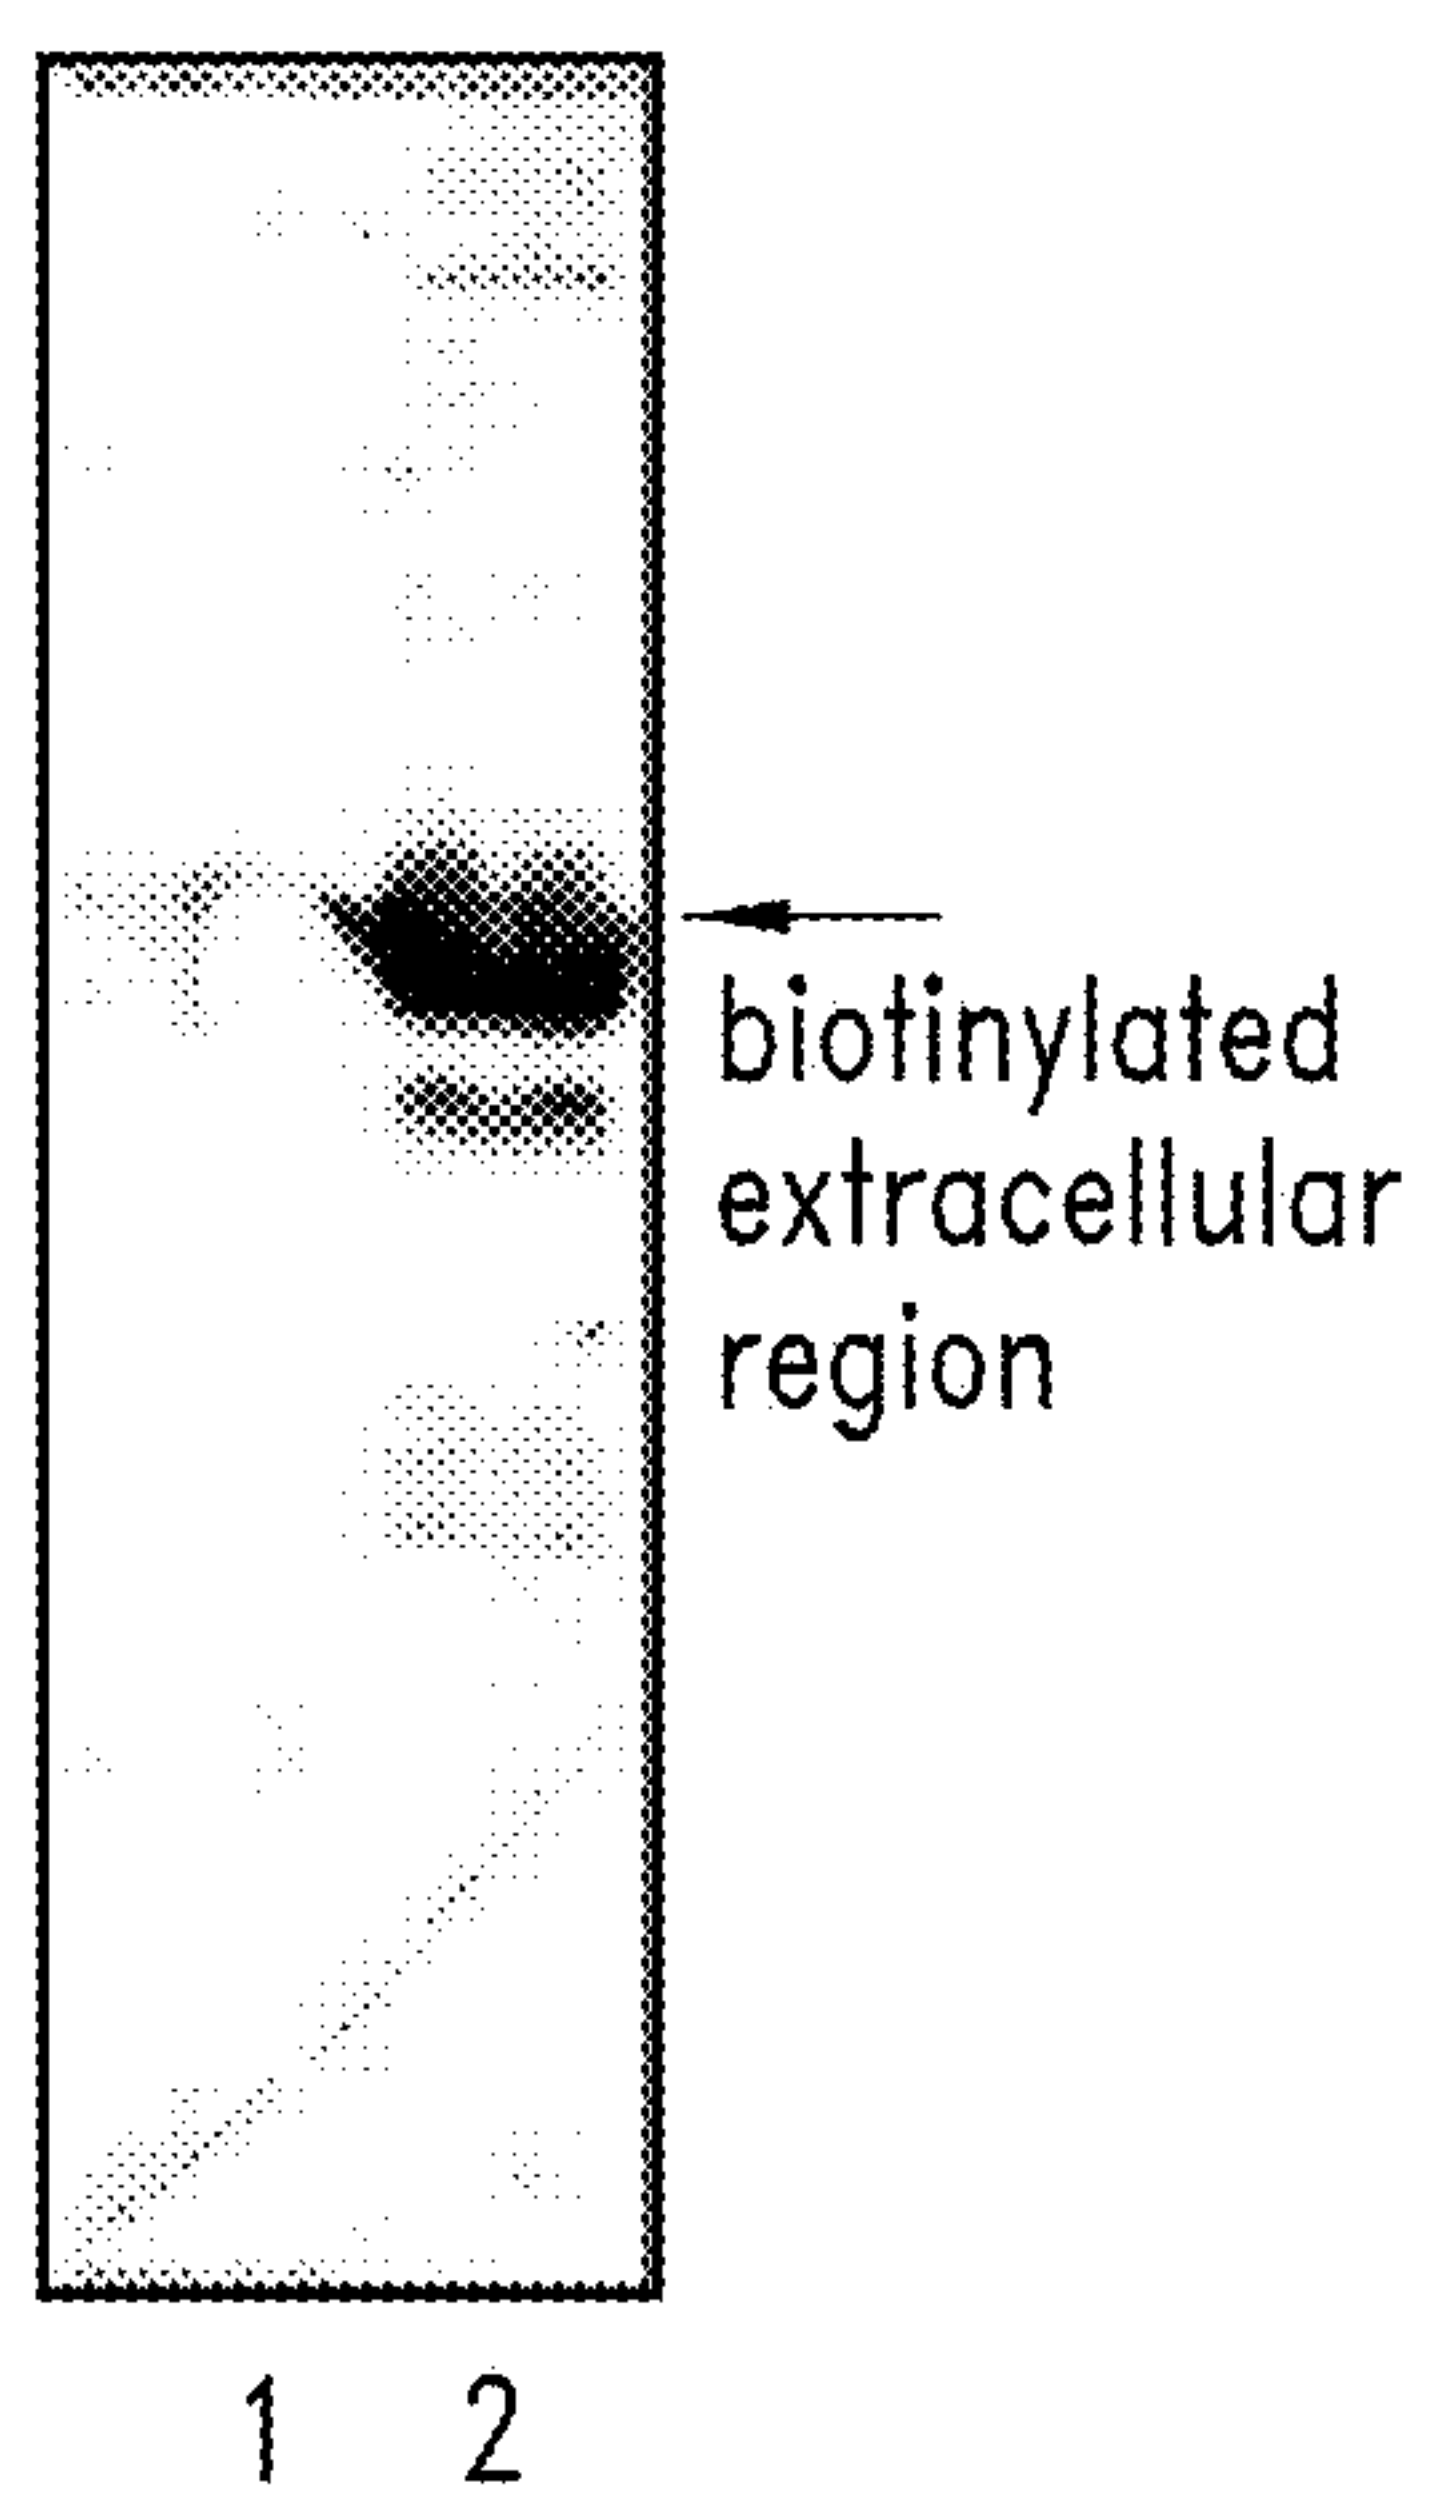 biotinylated
extracellular
region
1 2